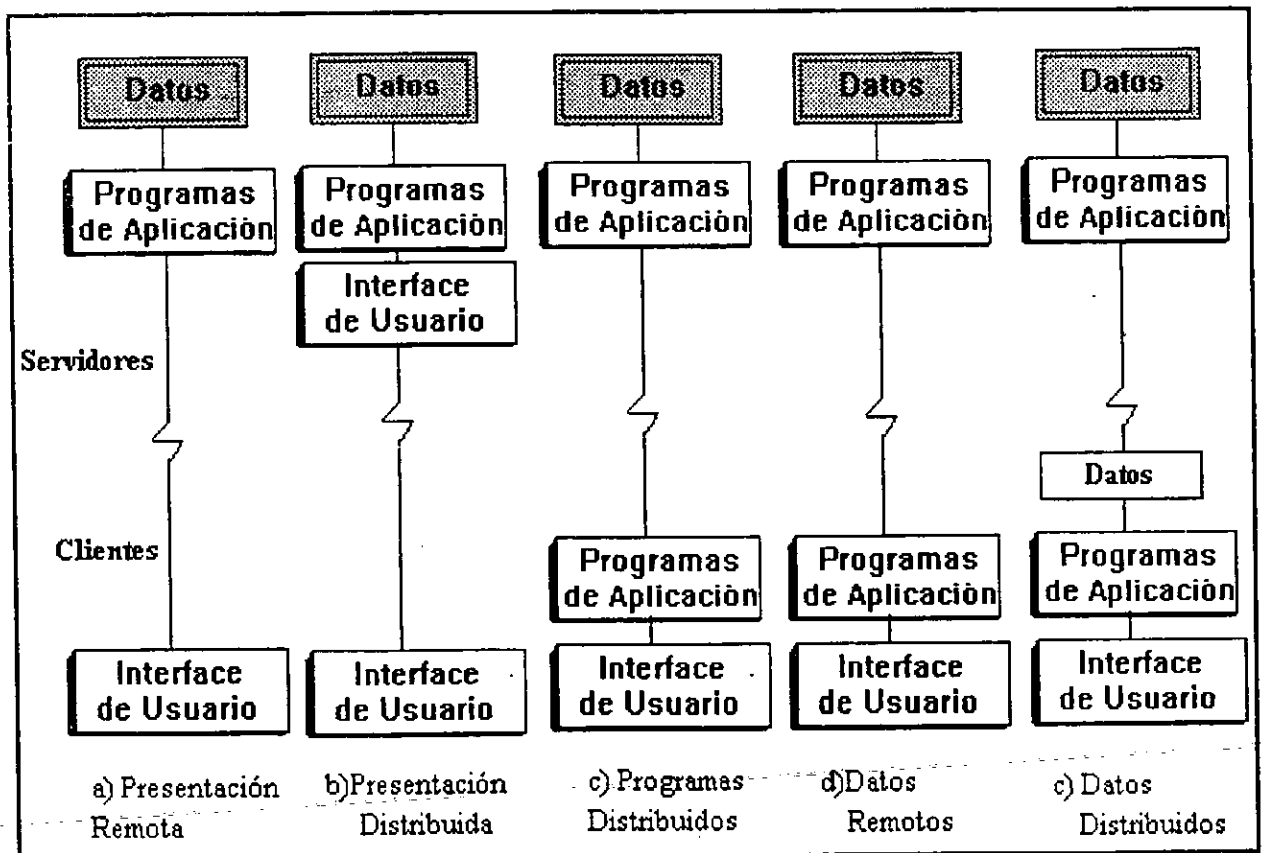 Datos
Datos
Datos
Datos
Datos
Programas
de Aplicación
Programas
de Aplicación
Programas
de Aplicación
Programas
de Aplicación
Programas
de Aplicación
Interface
de Usuario
Servidores
Datos
Clientes
Programas
de Aplicación
Programas
de Aplicación
Programas
de Aplicación
Interface
de Usuario
Interface
de Usuario
Interface
de Usuario
Interface
de Usuario
Interface
de Usuario
a) Presentación
Remota
b)Presentación
Distribuida
c) Programas
Distribuidos
d)Datos
Remotos
c) Datos
Distribuidos